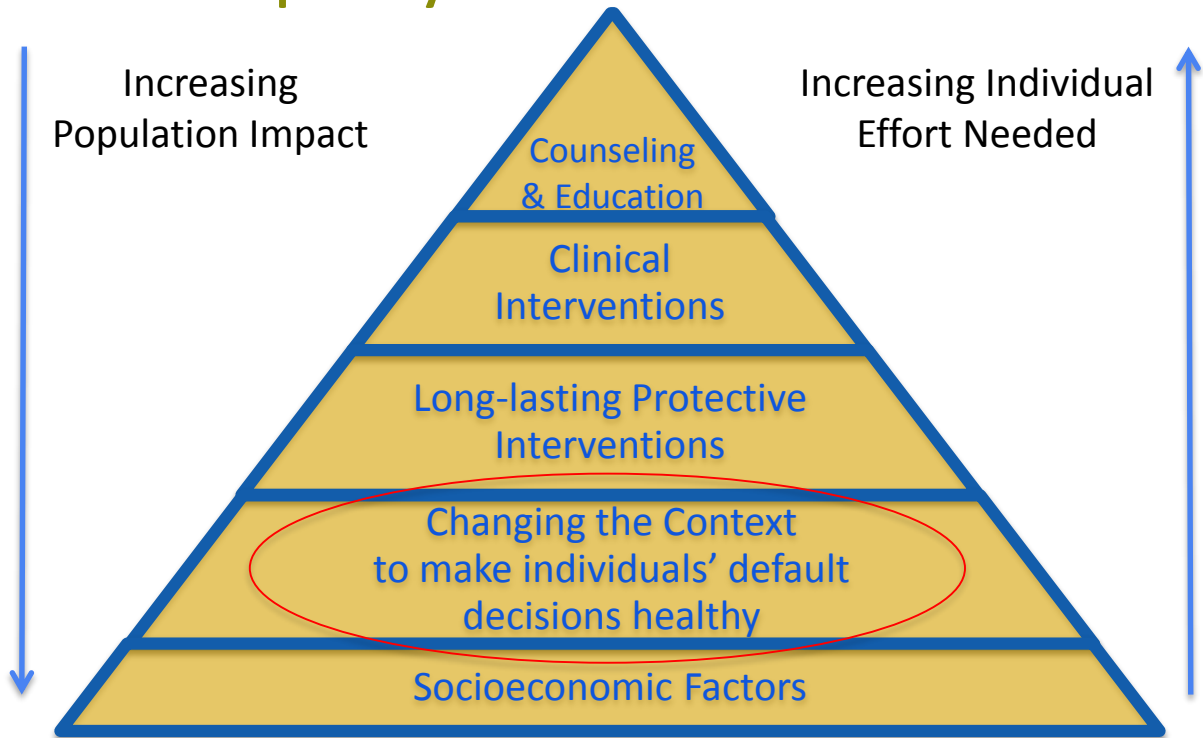 Increasing
Population Impact
Increasing Individual
Effort Needed
Counseling
& Education
Clinical
Interventions
Long-lasting Protective
Interventions
Changing the Context
to make individuals’ default
decisions healthy
Socioeconomic Factors